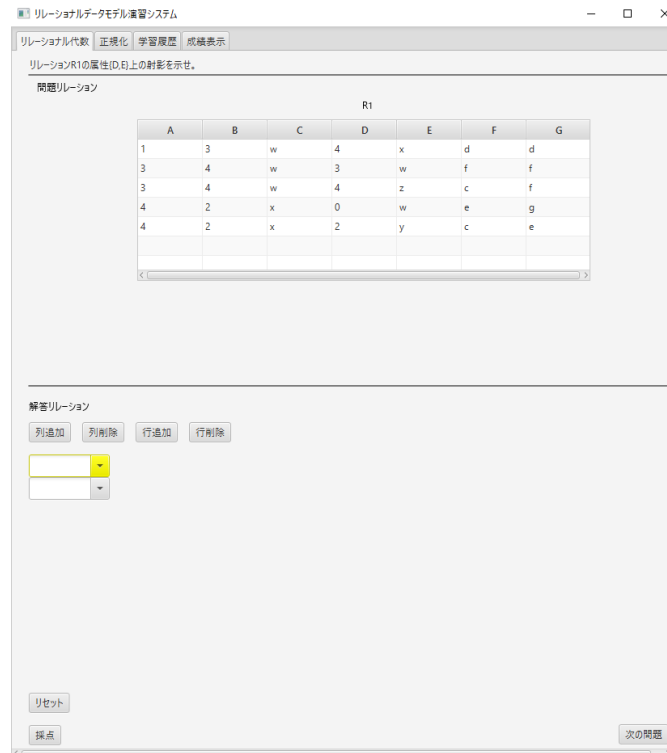 リレーショナルデータモデル演習システム
リレーショナル代数 正規化 学習履歴 成績表示
リレーションR1の属性{D,E}上の射影を示せ。
問題リレーション
R1
A B C D E F G
1 3 w 4 x d d
3 4 w 3 w f f
3 4 w 4 z c f
4 2 x 0 w e g
4 2 x 2 y c e
解答リレーション
列追加 列削除 行追加 行削除
リセット
採点 次の問題